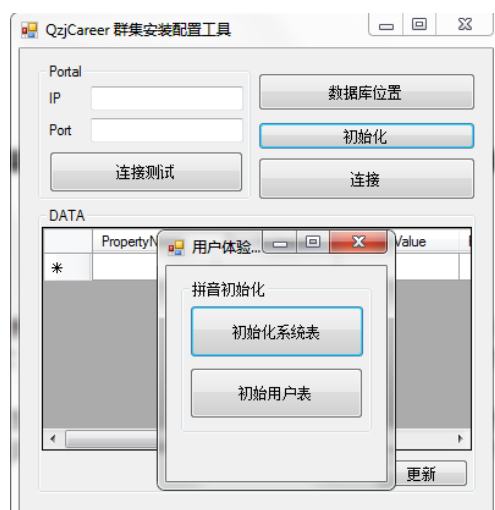 QzjCareer 群集安装配置工具
Portal
IP
数据库位置
Port
初始化
连接测试
连接
DATA
PropertyN
Value
用户体验...
拼音初始化
初始化系统表
初始用户表
更新